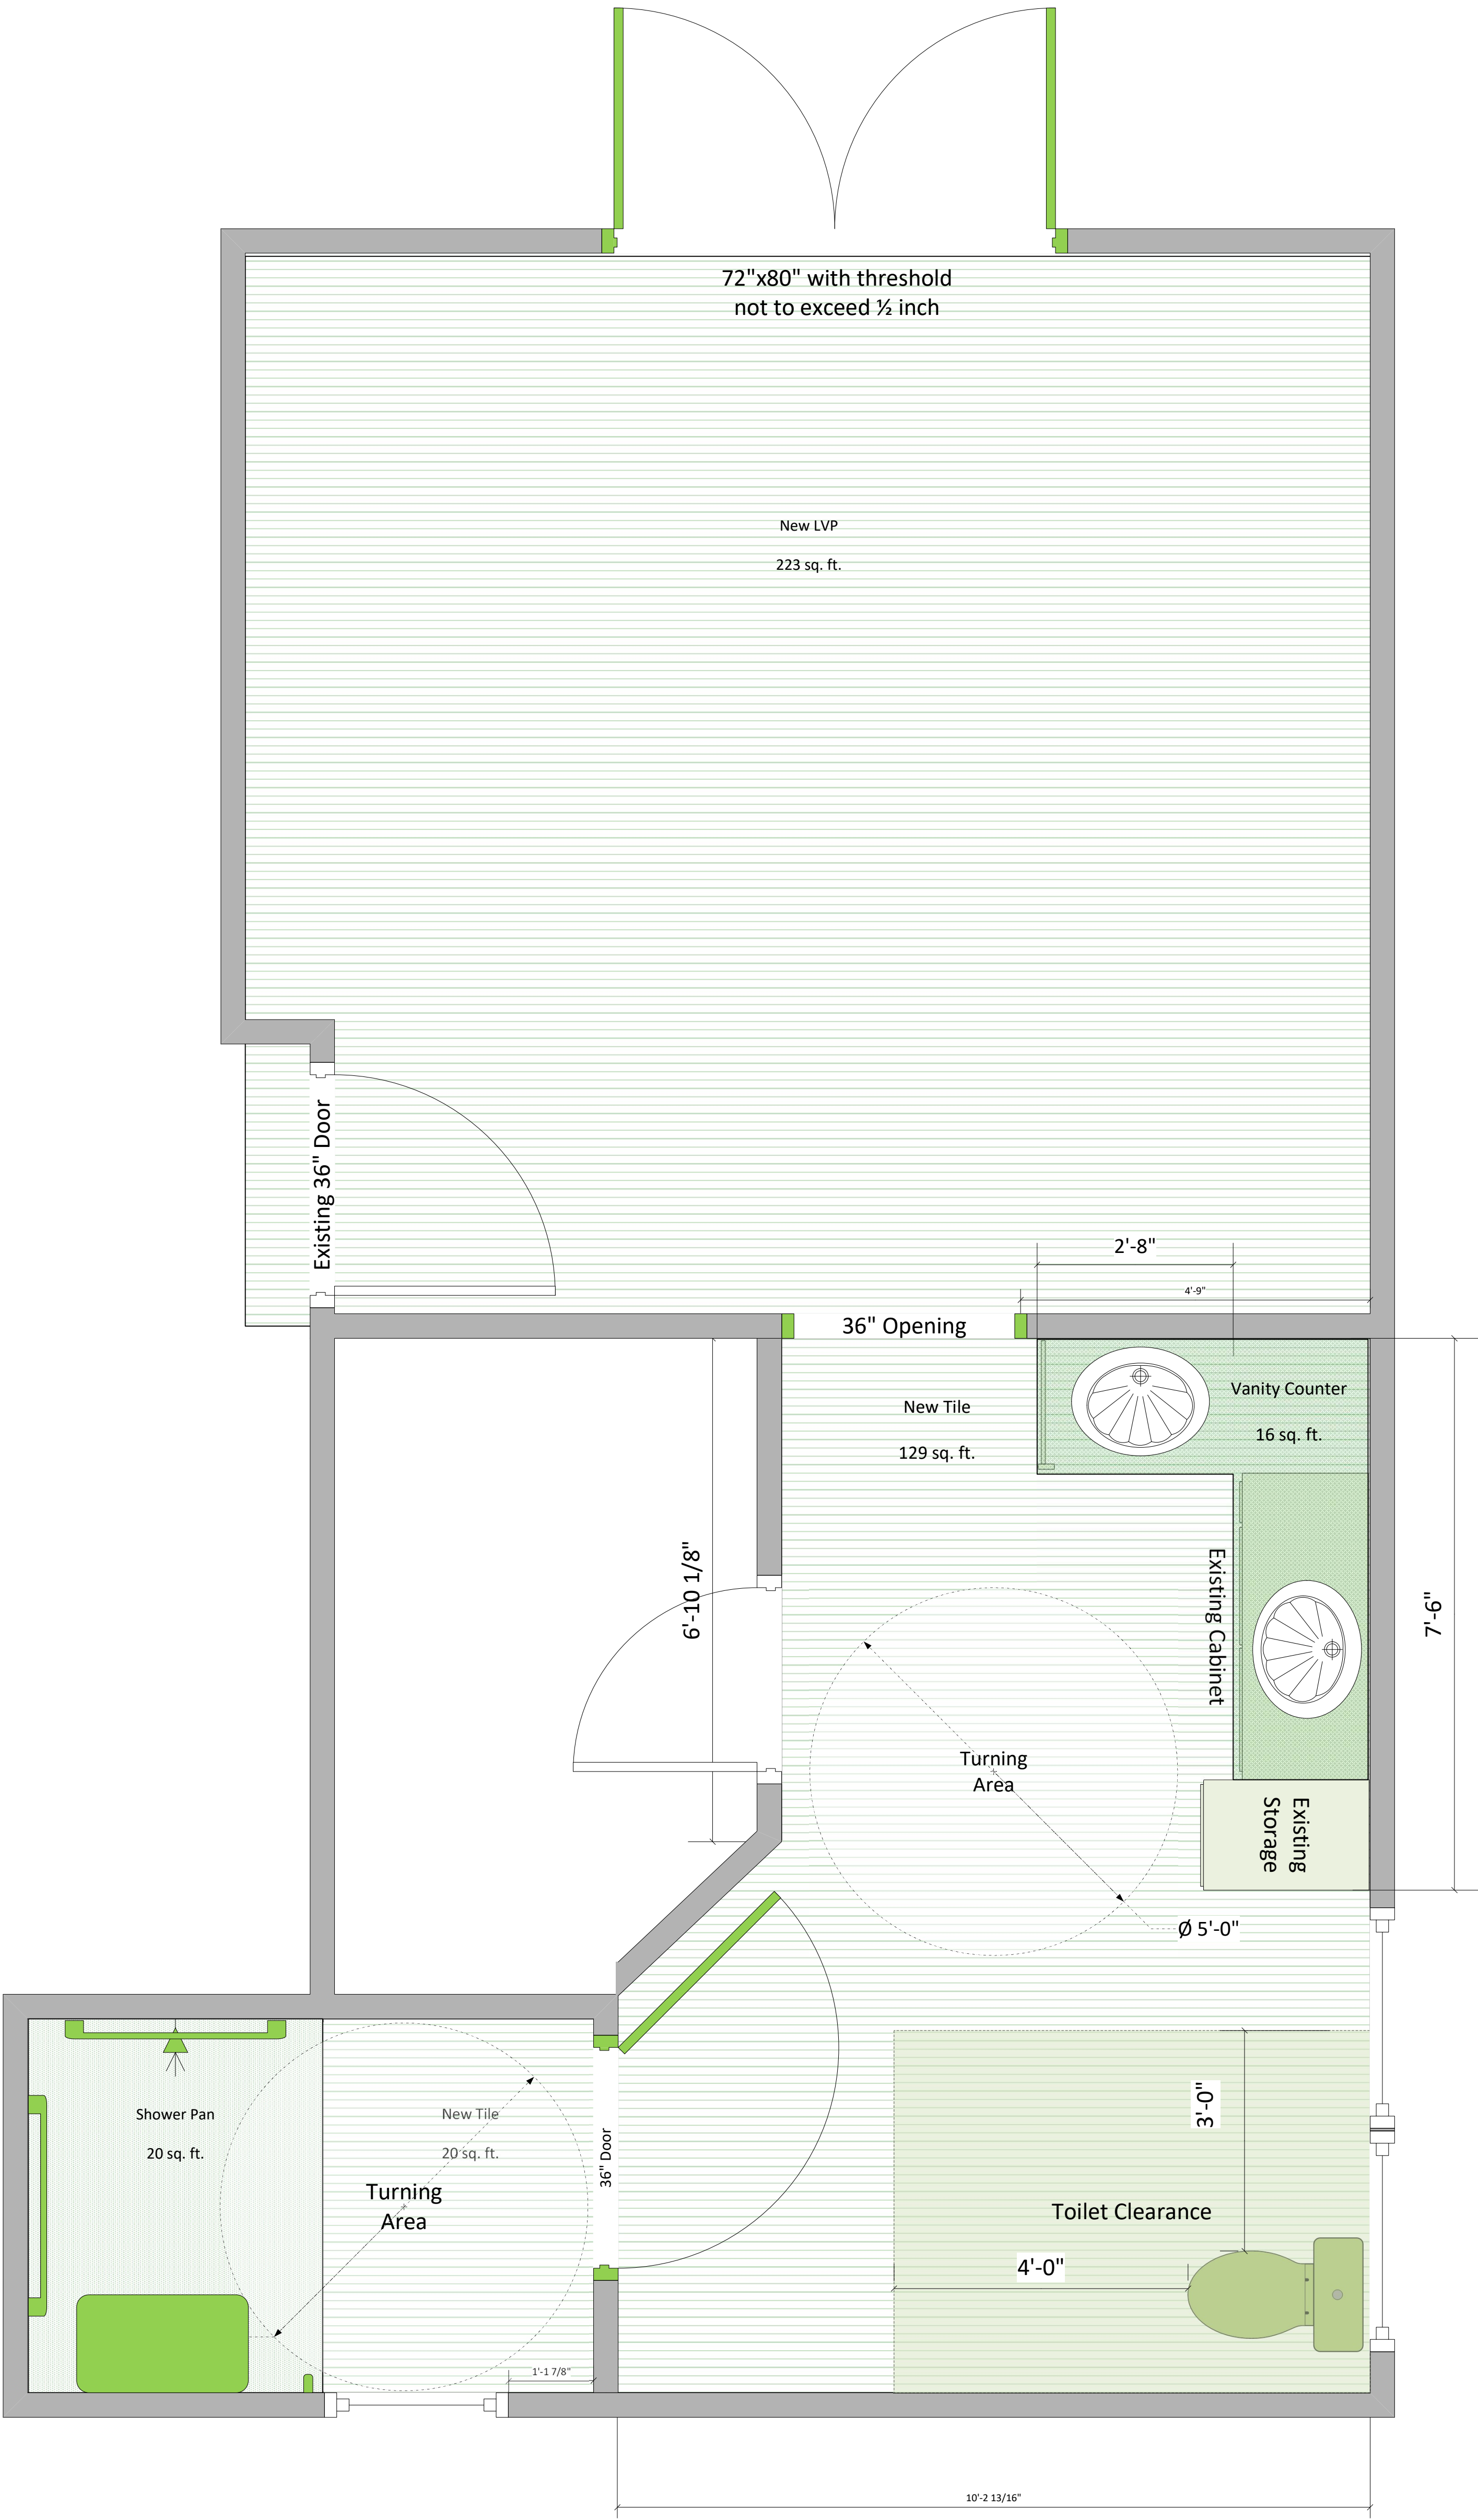 72"x80" with threshold
not to exceed ½ inch
New LVP
223 sq. ft.
Existing 36" Door
2'-8"
4'-9"
36" Opening
Vanity Counter
16 sq. ft.
New Tile
129 sq. ft.
6'-10 1/8"
Existing Cabinet
7'-6"
Turning
Area
Existing
Storage
Ø 5'-0"
Shower Pan
20 sq. ft.
New Tile
20 sq. ft.
Turning
Area
36" Door
3'-0"
Toilet Clearance
4'-0"
1'-1 7/8"
10'-2 13/16"